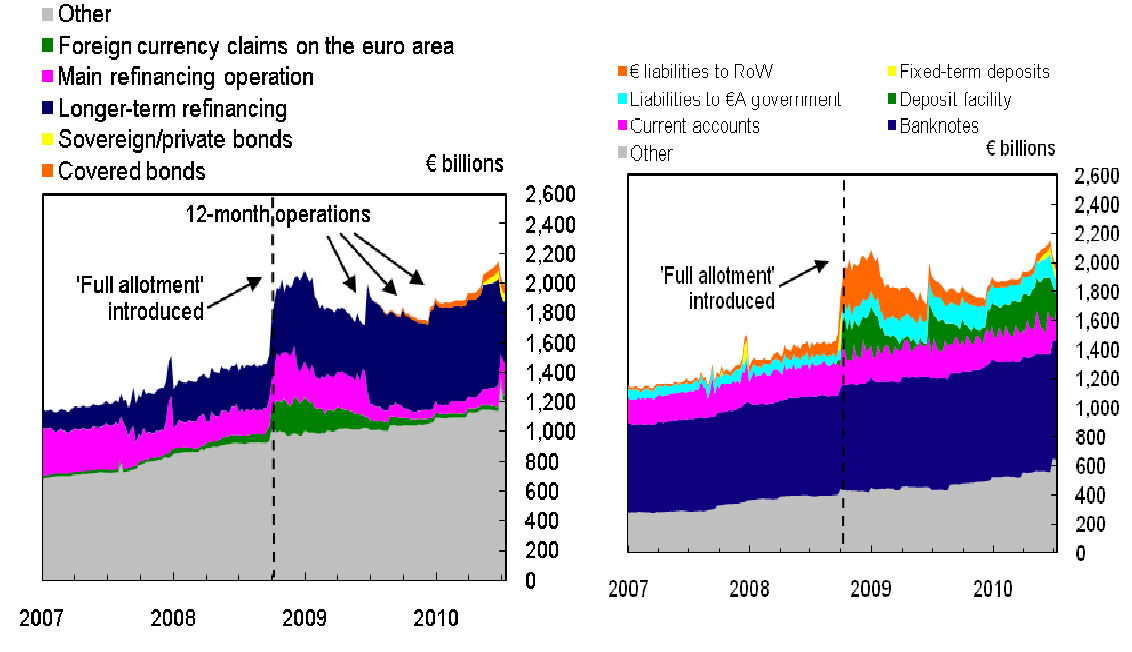 Other
Foreign currency claims on the euro area
Main refinancing operation
Longer-term refinancing
Sovereign/private bonds
Covered bonds
€ billions
12-month operations
'Full allotment'
introduced
2,600
2,400
2,200
2,000
1,800
1,600
1,400
1,200
1,000
800
600
400
200
0
2007 2008 2009 2010
€ liabilities to RoW
Fixed-term deposits
Liabilities to €A government
Deposit facility
Current accounts
Banknotes
Other
€ billions
'Full allotment'
introduced
2,600
2,400
2,200
2,000
1,800
1,600
1,400
1,200
1,000
800
600
400
200
0
2007 2008 2009 2010